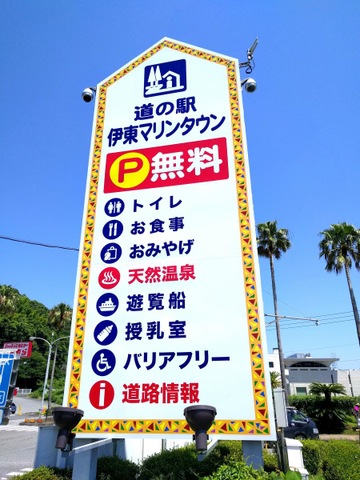 道の駅
伊東マリンタウン
P 無料
トイレ
お食事
おみやげ
天然温泉
遊覧船
授乳室
バリアフリー
i 道路情報